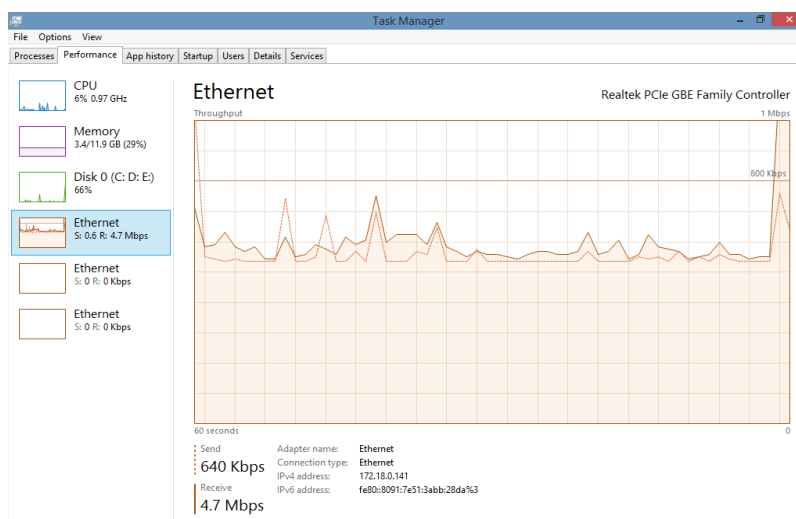 Task Manager
File Options View
Processes Performance App history Startup Users Details Services
CPU
6% 0.97 GHz
Memory
3.4/11.9 GB (29%)
Disk 0 (C: D: E:)
66%
Ethernet
S: 0.6 R: 4.7 Mbps
Ethernet
S: 0 R: 0 Kbps
Ethernet
S: 0 R: 0 Kbps
Ethernet Realtek PCIe GBE Family Controller
Throughput 1 Mbps
800 Kbps
60 seconds 0
Send
640 Kbps
Receive
4.7 Mbps
Adapter name: Ethernet
Connection type: Ethernet
IPv4 address: 172.18.0.141
IPv6 address: fe80::8091:7e51:3abb:28da%3